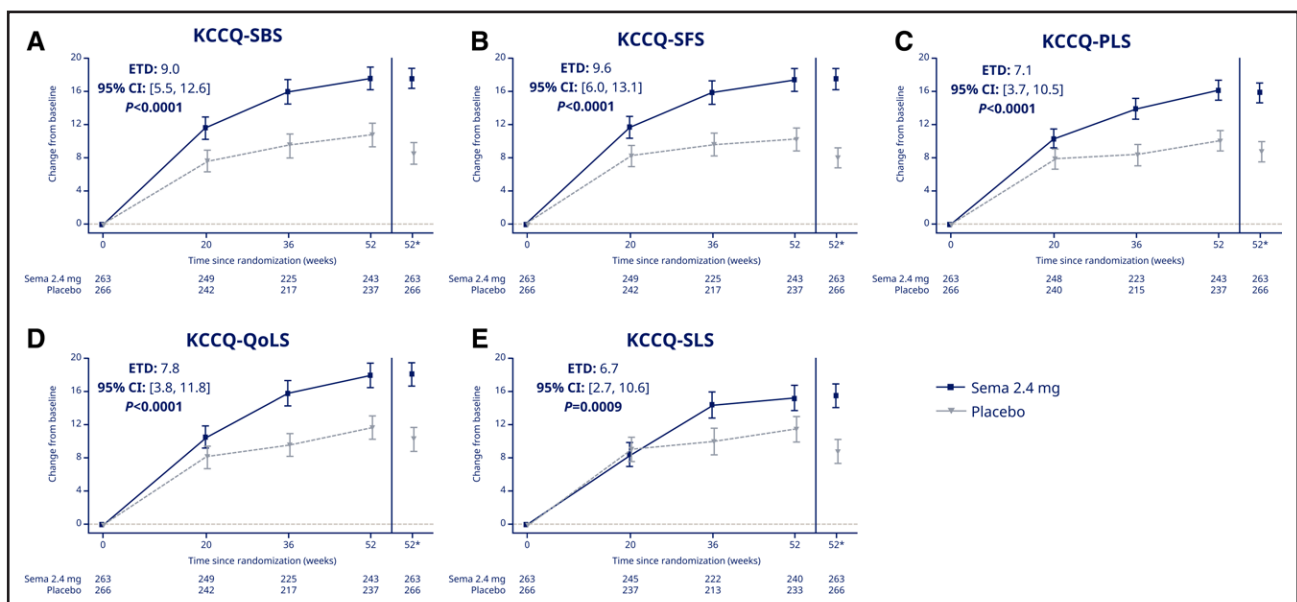 A
KCCQ-SBS
ETD: 9.0
95% CI: [5.5, 12.6]
P<0.0001
Change from baseline
20
16
12
8
4
0
0 20 36 52 52*
Time since randomization (weeks)
Sema 2.4 mg 263 249 225 243 263
Placebo 266 242 217 237 266
B
KCCQ-SFS
ETD: 9.6
95% CI: [6.0, 13.1]
P<0.0001
Change from baseline
20
16
12
8
4
0
0 20 36 52 52*
Time since randomization (weeks)
Sema 2.4 mg 263 249 225 243 263
Placebo 266 242 217 237 266
C
KCCQ-PLS
ETD: 7.1
95% CI: [3.7, 10.5]
P<0.0001
Change from baseline
20
16
12
8
4
0
0 20 36 52 52*
Time since randomization (weeks)
Sema 2.4 mg 263 248 223 243 263
Placebo 266 240 215 237 266
D
KCCQ-QoLS
ETD: 7.8
95% CI: [3.8, 11.8]
P<0.0001
Change from baseline
20
16
12
8
4
0
0 20 36 52 52*
Time since randomization (weeks)
Sema 2.4 mg 263 249 225 243 263
Placebo 266 242 217 237 266
E
KCCQ-SLS
ETD: 6.7
95% CI: [2.7, 10.6]
P=0.0009
Change from baseline
20
16
12
8
4
0
0 20 36 52 52*
Time since randomization (weeks)
Sema 2.4 mg 263 245 222 240 263
Placebo 266 237 213 233 266
Sema 2.4 mg
Placebo